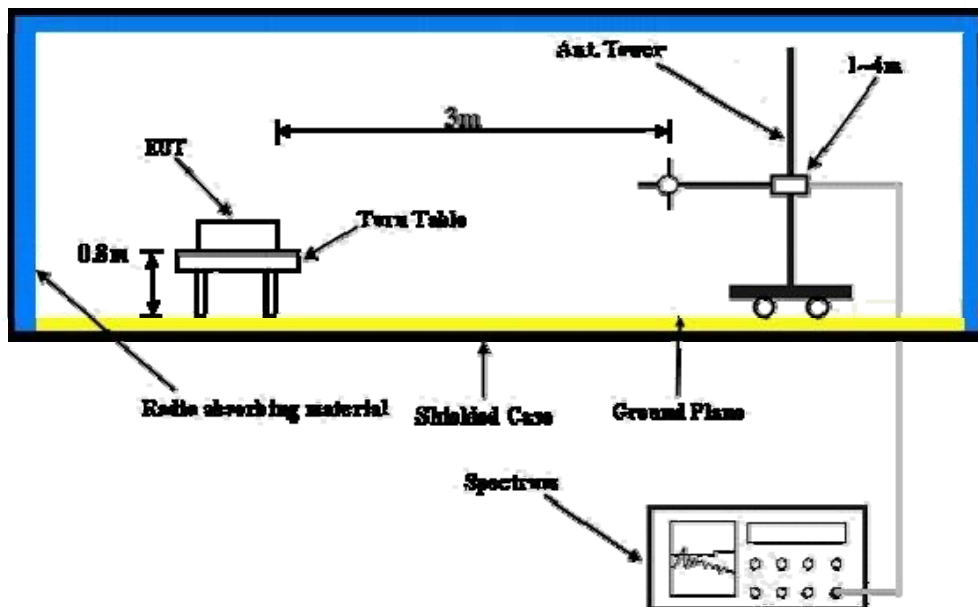 Ant. Tower
1~4m
3m
EUT
Turn Table
0.8m
Radio absorbing material
Shielded Case
Ground Plane
Spectrum